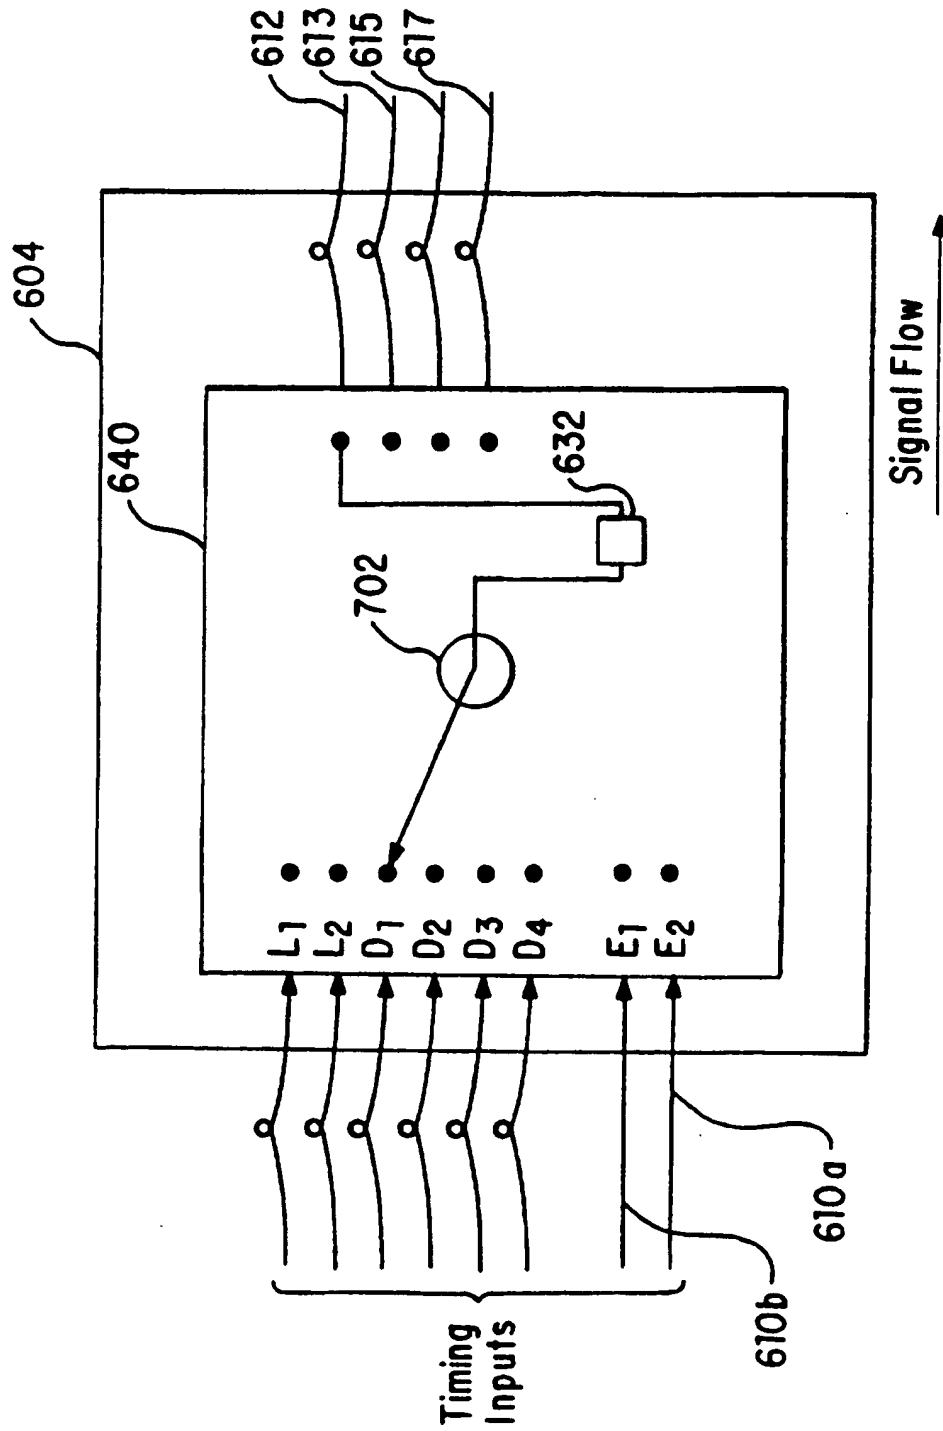 604
640
612
613
615
617
702
632
L1
L2
D1
D2
D3
D4
E1
E2
Timing
Inputs
610b
610a
Signal Flow